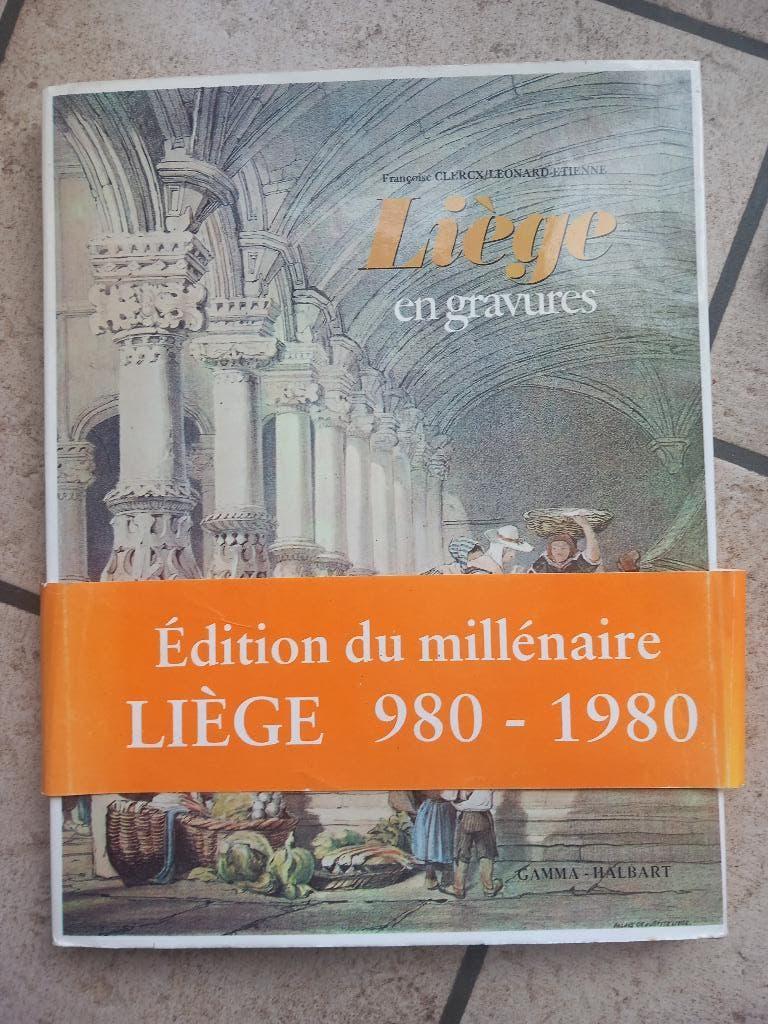 Françoise CLERCX/LEONARD-ETIENNE
Liège
en gravures
Édition du millénaire
LIÈGE 980 - 1980
GAMMA - HALBART